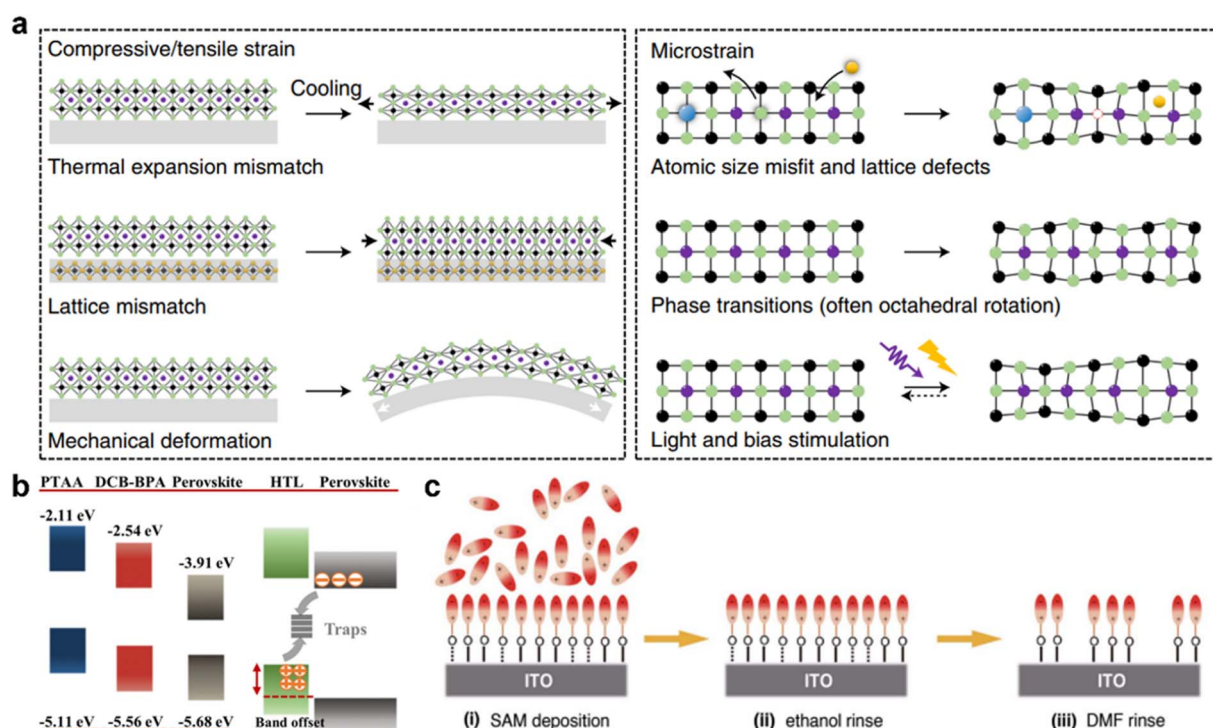 a
Compressive/tensile strain
Cooling
Thermal expansion mismatch
Lattice mismatch
Mechanical deformation
Microstrain
Atomic size misfit and lattice defects
Phase transitions (often octahedral rotation)
Light and bias stimulation
b
PTAA DCB-BPA Perovskite HTL Perovskite
-2.11 eV
-2.54 eV
-3.91 eV
Traps
-5.11 eV -5.56 eV -5.68 eV Band offset
c
ITO ITO ITO
(i) SAM deposition (ii) ethanol rinse (iii) DMF rinse